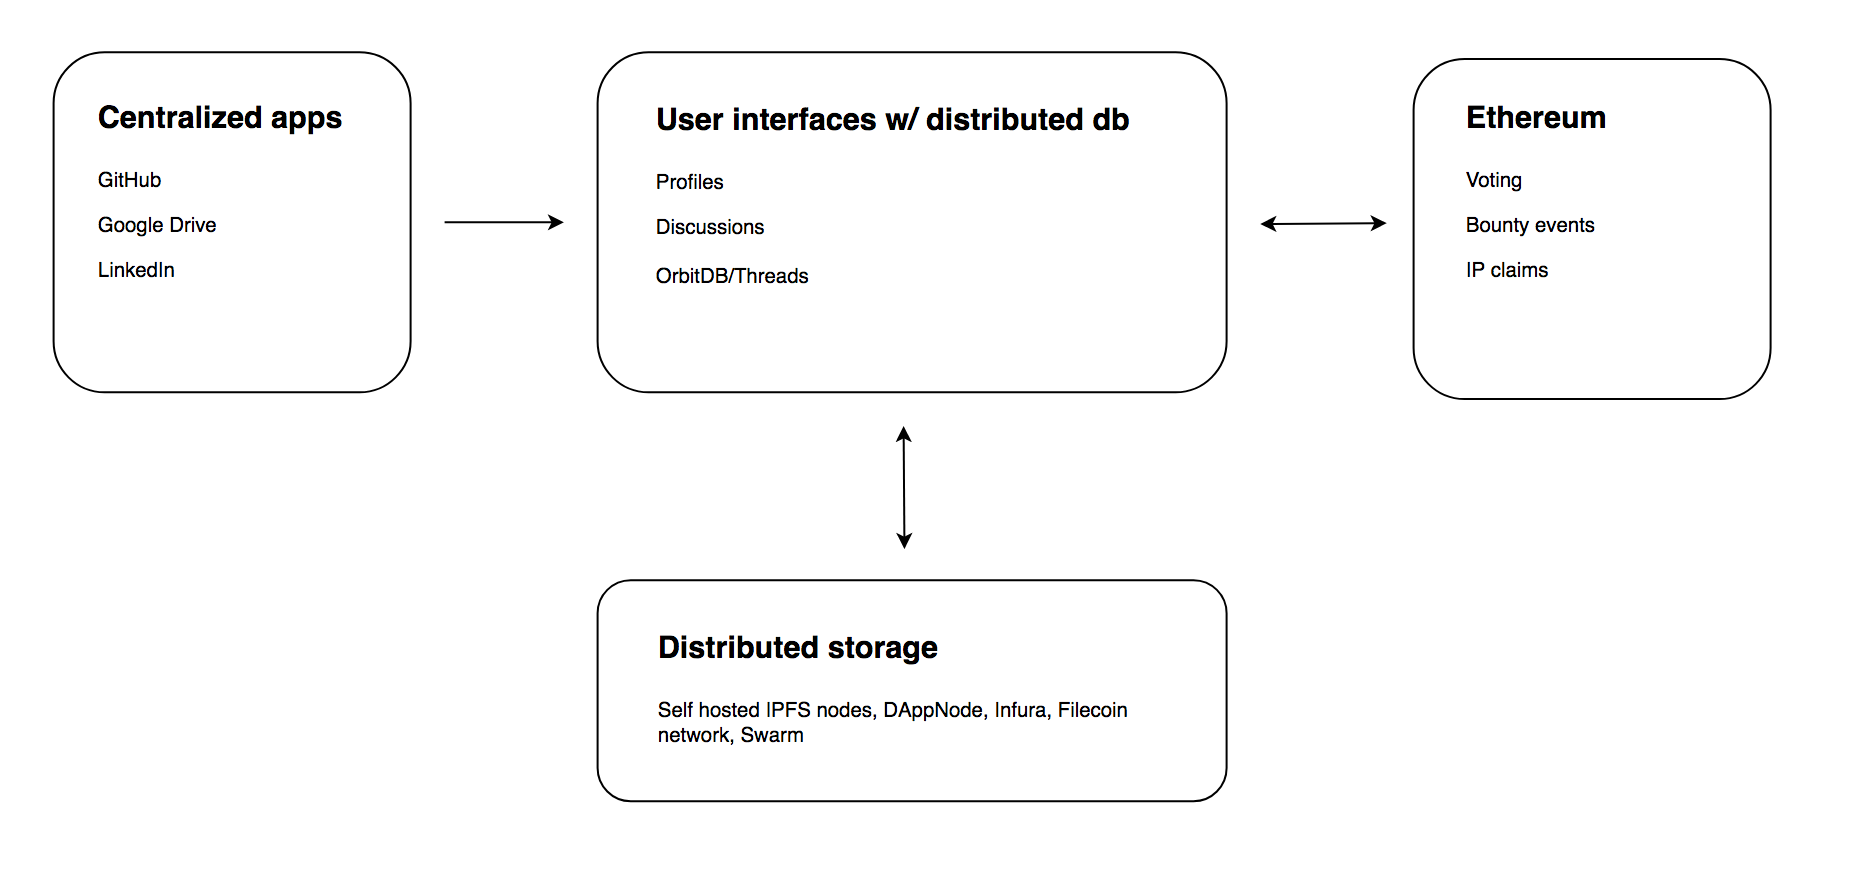 Centralized apps
GitHub
Google Drive
LinkedIn
User interfaces w/ distributed db
Profiles
Discussions
OrbitDB/Threads
Ethereum
Voting
Bounty events
IP claims
Distributed storage
Self hosted IPFS nodes, DAppNode, Infura, Filecoin
network, Swarm